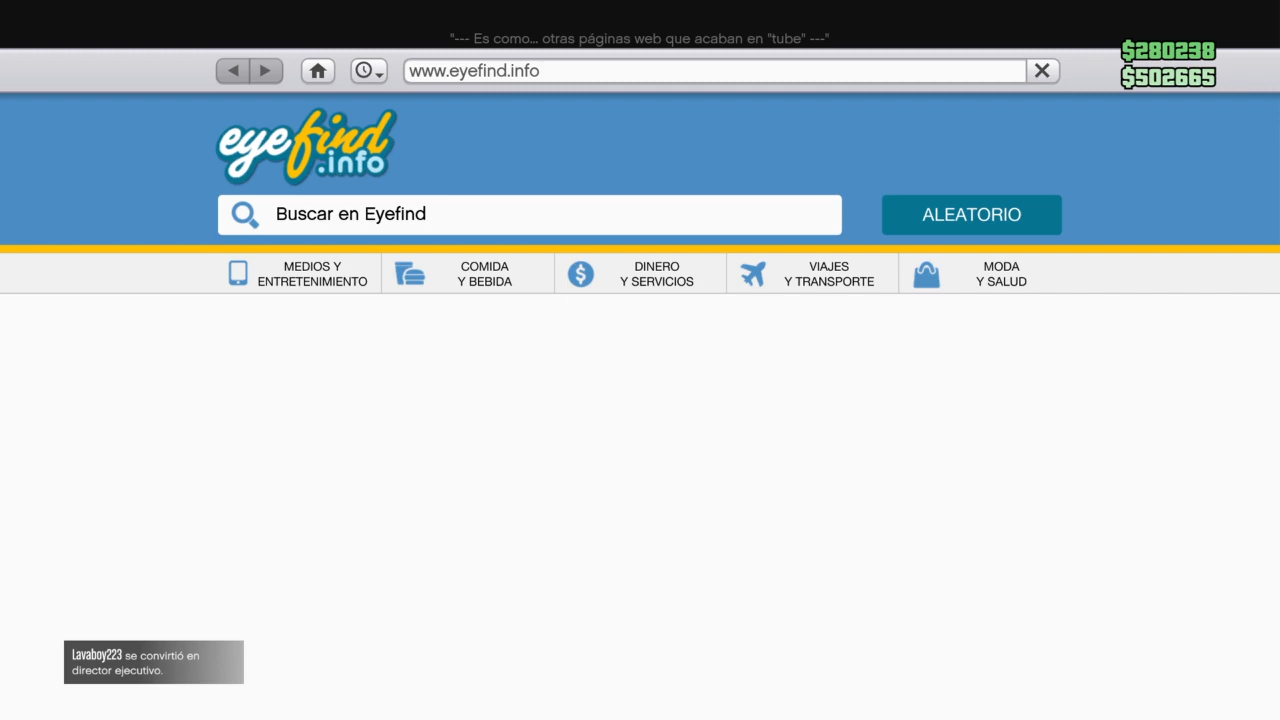 "--- Es como... otras páginas web que acaban en "tube" ---"
www.eyefind.info
$280238
$502665
eyefind
.info
Buscar en Eyefind
ALEATORIO
MEDIOS Y
ENTRETENIMIENTO
COMIDA
Y BEBIDA
DINERO
Y SERVICIOS
VIAJES
Y TRANSPORTE
MODA
Y SALUD
Lavaboy223 se convirtió en
director ejecutivo.